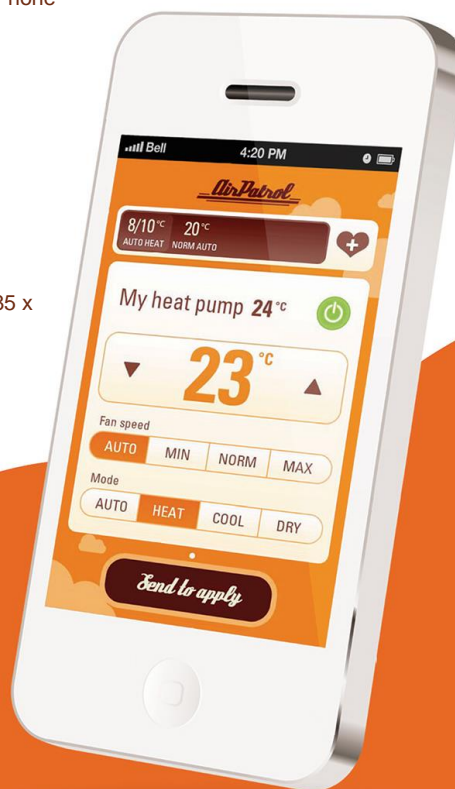 none
Bell 4:20 PM
AirPatrol
8/10°C 20°C
AUTO HEAT NORM AUTO
35 x
My heat pump 24°C
23°C
Fan speed
AUTO MIN NORM MAX
Mode
AUTO HEAT COOL DRY
Send to apply